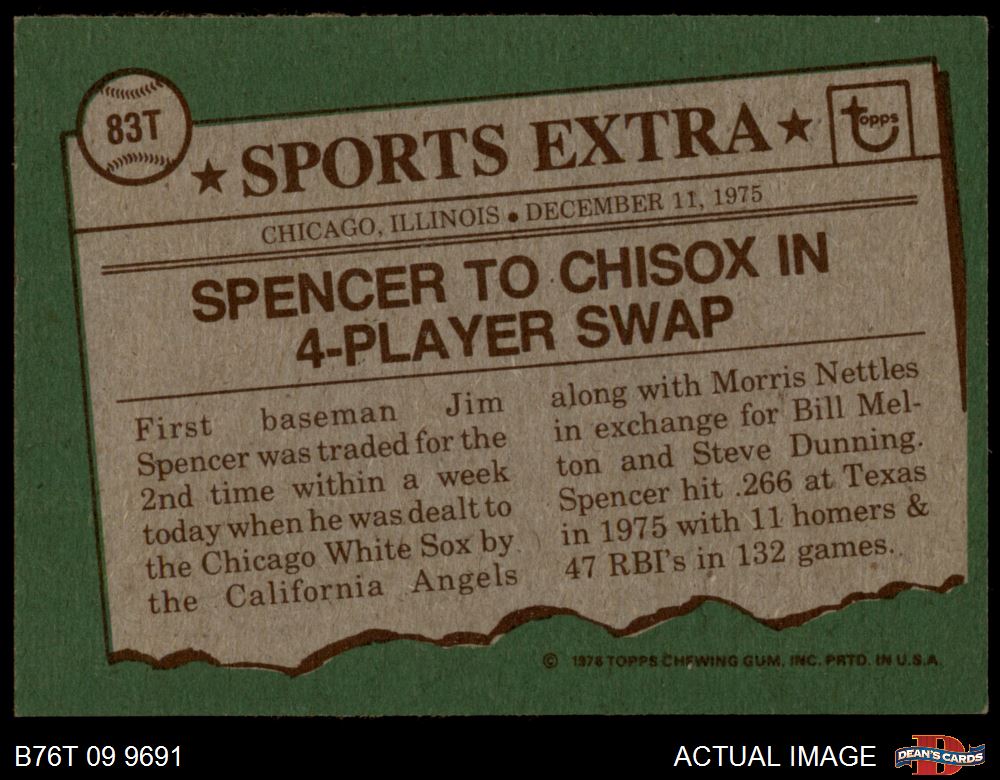 83T
★ SPORTS EXTRA ★
topps
CHICAGO, ILLINOIS • DECEMBER 11, 1975
SPENCER TO CHISOX IN
4-PLAYER SWAP
First baseman Jim
Spencer was traded for the
2nd time within a week
today when he was dealt to
the Chicago White Sox by
the California Angels
along with Morris Nettles
in exchange for Bill Mel-
ton and Steve Dunning.
Spencer hit .266 at Texas
in 1975 with 11 homers &
47 RBI's in 132 games.
© 1976 TOPPS CHEWING GUM, INC. PRTD. IN U.S.A.
B76T 09 9691
ACTUAL IMAGE
D
DEAN'S CARDS